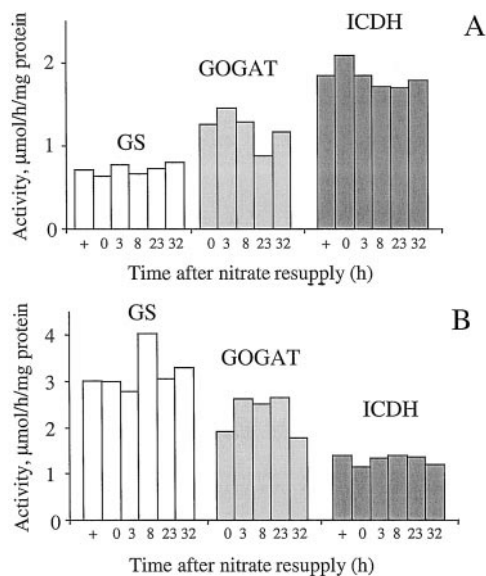 A
ICDH
GOGAT
GS
Activity, µmol/h/mg protein
2
1
0
+ 0 3 8 23 32 0 3 8 23 32 + 0 3 8 23 32
Time after nitrate resupply (h)
B
GS
GOGAT
ICDH
Activity, µmol/h/mg protein
4
3
2
1
0
+ 0 3 8 23 32 0 3 8 23 32 + 0 3 8 23 32
Time after nitrate resupply (h)